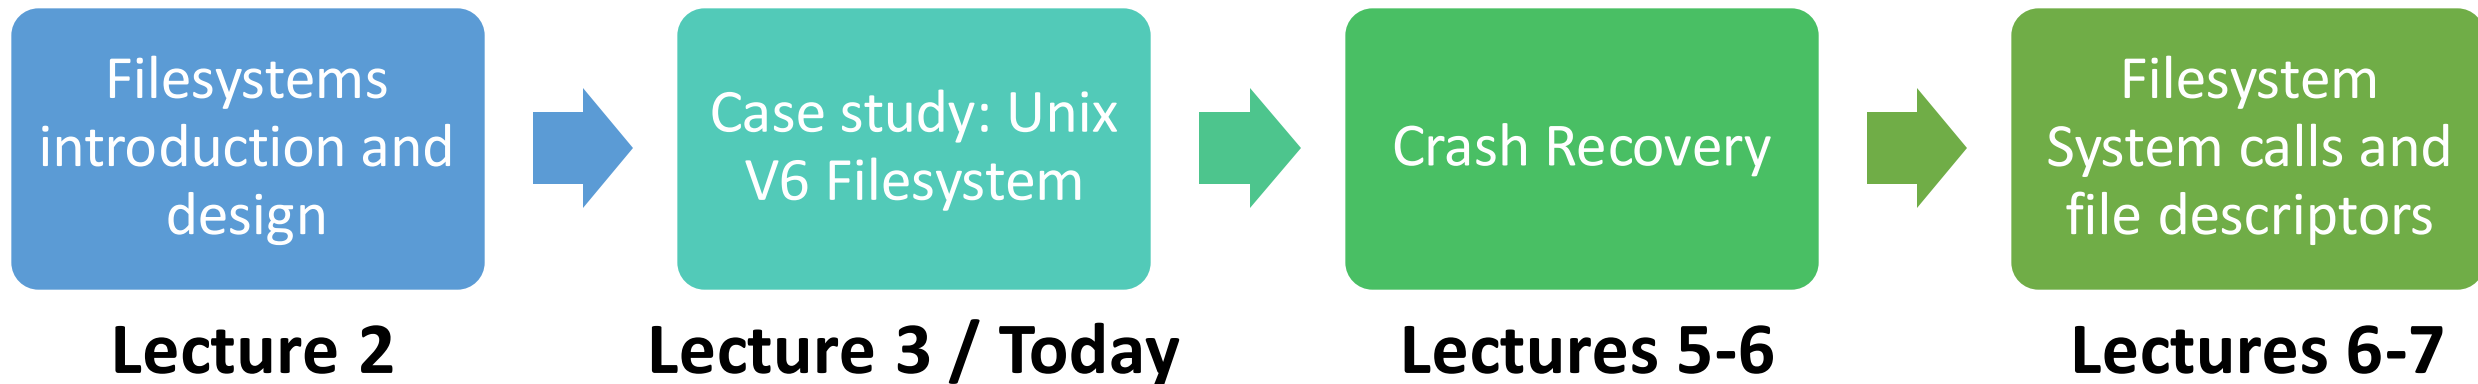 Filesystems
introduction and
design
Lecture 2
Case study: Unix
V6 Filesystem
Lecture 3 / Today
Crash Recovery
Lectures 5-6
Filesystem
System calls and
file descriptors
Lectures 6-7